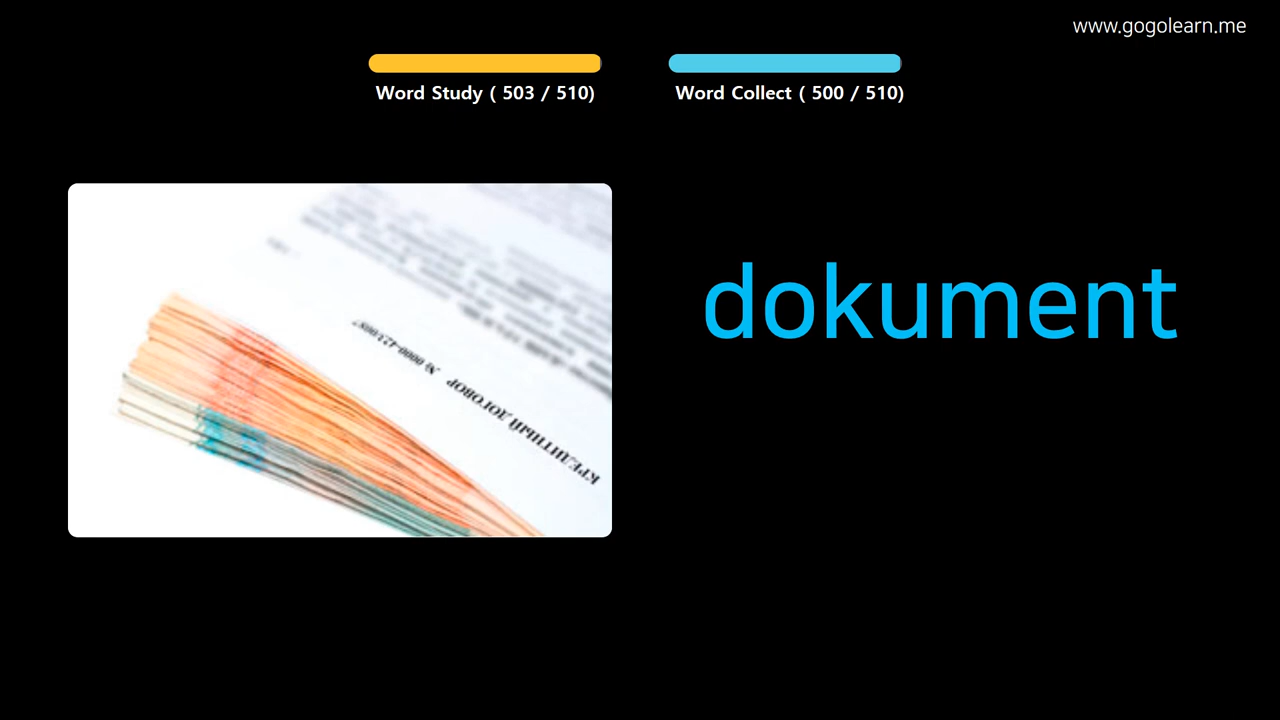 www.gogolearn.me
Word Study ( 503 / 510)
Word Collect ( 500 / 510)
dokument
КРЕДИТНЫЙ ДОГОВОР